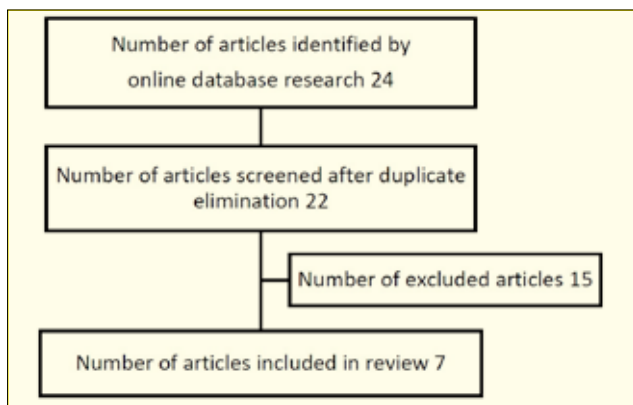 Number of articles identified by
online database research 24
Number of articles screened after duplicate
elimination 22
Number of excluded articles 15
Number of articles included in review 7